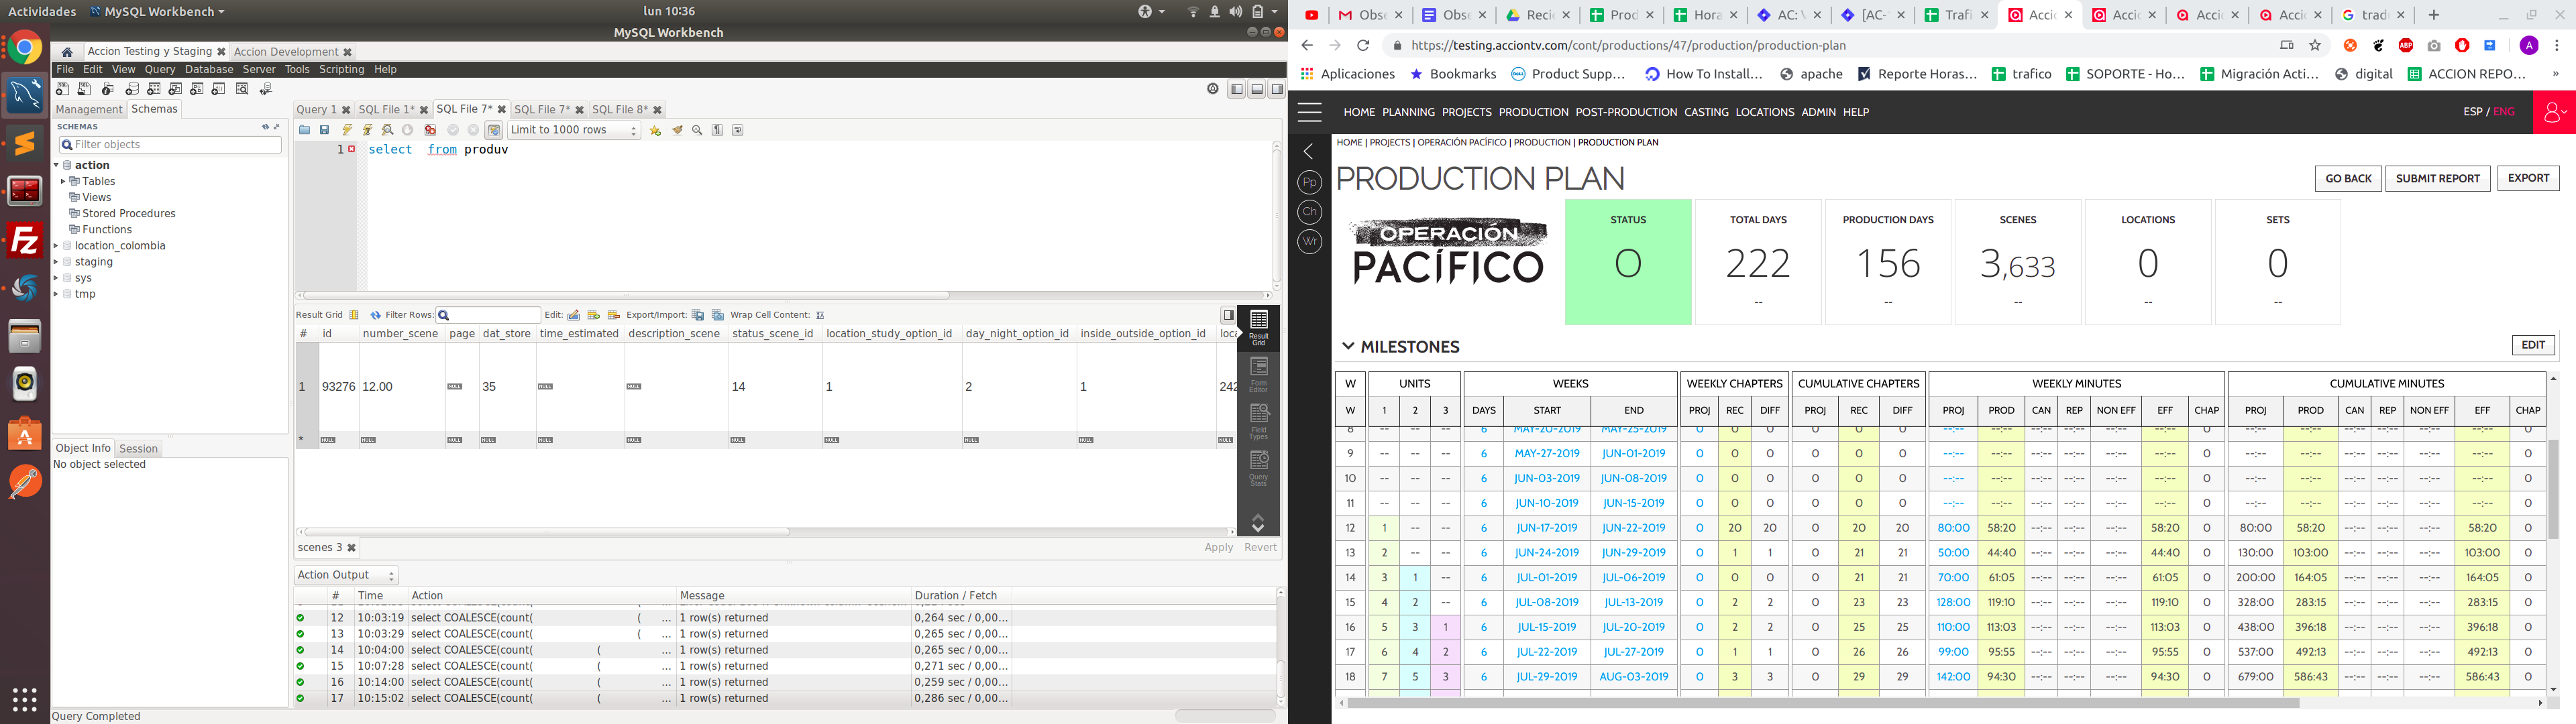 Actividades MySQL Workbench lun 10:36
MySQL Workbench
Accion Testing y Staging Accion Development
File Edit View Query Database Server Tools Scripting Help
Management Schemas
SCHEMAS
Filter objects
action
Tables
Views
Stored Procedures
Functions
location_colombia
staging
sys
tmp
Object Info Session
No object selected
Query Completed
Query 1 SQL File 1* SQL File 7* SQL File 7* SQL File 8*
Limit to 1000 rows
1 select from produv
Result Grid Filter Rows: Edit: Export/Import: Wrap Cell Content:
# id number_scene page dat_store time_estimated description_scene status_scene_id location_study_option_id day_night_option_id inside_outside_option_id loc
1 93276 12.00 NULL 35 NULL NULL 14 1 2 1 242
* NULL NULL NULL NULL NULL NULL NULL NULL NULL NULL NULL
Result Grid
Form Editor
Field Types
Query Stats
scenes 3 Apply Revert
Action Output
# Time Action Message Duration / Fetch
12 10:03:19 select COALESCE(count( ( ... 1 row(s) returned 0,264 sec / 0,00...
13 10:03:29 select COALESCE(count( ( ... 1 row(s) returned 0,265 sec / 0,00...
14 10:04:00 select COALESCE(count( ( ... 1 row(s) returned 0,265 sec / 0,00...
15 10:07:28 select COALESCE(count( ( ... 1 row(s) returned 0,271 sec / 0,00...
16 10:14:00 select COALESCE(count( ( ... 1 row(s) returned 0,259 sec / 0,00...
17 10:15:02 select COALESCE(count( ( ... 1 row(s) returned 0,286 sec / 0,00...
Obse Obse Recie Prod Hora AC: V [AC- Trafi Accio Accio Accio Accio tradu
https://testing.acciontv.com/cont/productions/47/production/production-plan
Aplicaciones Bookmarks Product Supp... How To Install... apache Reporte Horas... trafico SOPORTE - Ho... Migración Acti... digital ACCION REPO... »
HOME PLANNING PROJECTS PRODUCTION POST-PRODUCTION CASTING LOCATIONS ADMIN HELP ESP / ENG
HOME | PROJECTS | OPERACIÓN PACÍFICO | PRODUCTION | PRODUCTION PLAN
Pp
Ch
Wr
PRODUCTION PLAN
GO BACK SUBMIT REPORT EXPORT
OPERACIÓN
PACÍFICO
STATUS TOTAL DAYS PRODUCTION DAYS SCENES LOCATIONS SETS
O 222 156 3,633 0 0
-- -- -- -- --
MILESTONES EDIT
W UNITS WEEKS WEEKLY CHAPTERS CUMULATIVE CHAPTERS WEEKLY MINUTES CUMULATIVE MINUTES
W 1 2 3 DAYS START END PROJ REC DIFF PROJ REC DIFF PROJ PROD CAN REP NON EFF EFF CHAP PROJ PROD CAN REP NON EFF EFF CHAP
8 -- -- -- 6 MAY-20-2019 MAY-25-2019 0 0 0 0 0 0 --:-- --:-- --:-- --:-- --:-- --:-- 0 --:-- --:-- --:-- --:-- --:-- --:-- 0
9 -- -- -- 6 MAY-27-2019 JUN-01-2019 0 0 0 0 0 0 --:-- --:-- --:-- --:-- --:-- --:-- 0 --:-- --:-- --:-- --:-- --:-- --:-- 0
10 -- -- -- 6 JUN-03-2019 JUN-08-2019 0 0 0 0 0 0 --:-- --:-- --:-- --:-- --:-- --:-- 0 --:-- --:-- --:-- --:-- --:-- --:-- 0
11 -- -- -- 6 JUN-10-2019 JUN-15-2019 0 0 0 0 0 0 --:-- --:-- --:-- --:-- --:-- --:-- 0 --:-- --:-- --:-- --:-- --:-- --:-- 0
12 1 -- -- 6 JUN-17-2019 JUN-22-2019 0 20 20 0 20 20 80:00 58:20 --:-- --:-- --:-- 58:20 0 80:00 58:20 --:-- --:-- --:-- 58:20 0
13 2 -- -- 6 JUN-24-2019 JUN-29-2019 0 1 1 0 21 21 50:00 44:40 --:-- --:-- --:-- 44:40 0 130:00 103:00 --:-- --:-- --:-- 103:00 0
14 3 1 -- 6 JUL-01-2019 JUL-06-2019 0 0 0 0 21 21 70:00 61:05 --:-- --:-- --:-- 61:05 0 200:00 164:05 --:-- --:-- --:-- 164:05 0
15 4 2 -- 6 JUL-08-2019 JUL-13-2019 0 2 2 0 23 23 128:00 119:10 --:-- --:-- --:-- 119:10 0 328:00 283:15 --:-- --:-- --:-- 283:15 0
16 5 3 1 6 JUL-15-2019 JUL-20-2019 0 2 2 0 25 25 110:00 113:03 --:-- --:-- --:-- 113:03 0 438:00 396:18 --:-- --:-- --:-- 396:18 0
17 6 4 2 6 JUL-22-2019 JUL-27-2019 0 1 1 0 26 26 99:00 95:55 --:-- --:-- --:-- 95:55 0 537:00 492:13 --:-- --:-- --:-- 492:13 0
18 7 5 3 6 JUL-29-2019 AUG-03-2019 0 3 3 0 29 29 142:00 94:30 --:-- --:-- --:-- 94:30 0 679:00 586:43 --:-- --:-- --:-- 586:43 0